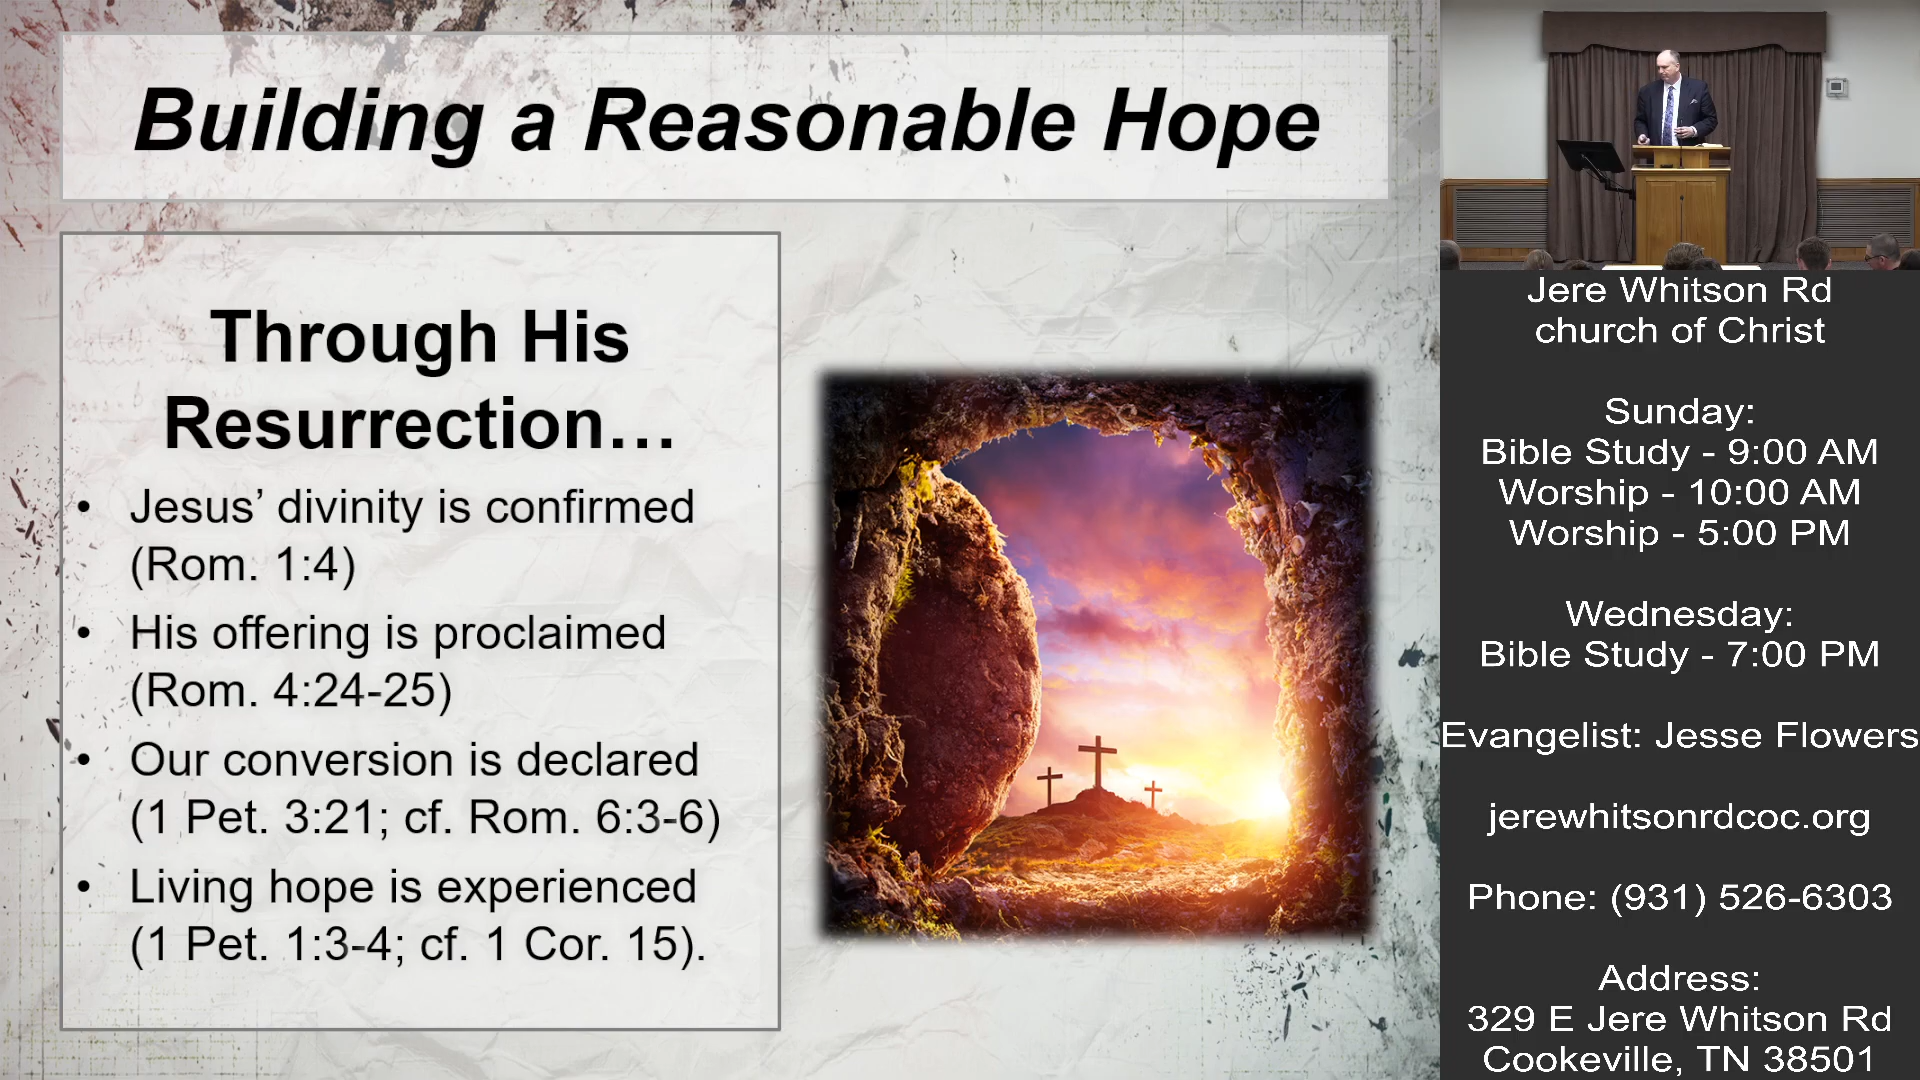 Building a Reasonable Hope
Through His
Resurrection…
• Jesus’ divinity is confirmed
(Rom. 1:4)
• His offering is proclaimed
(Rom. 4:24-25)
• Our conversion is declared
(1 Pet. 3:21; cf. Rom. 6:3-6)
• Living hope is experienced
(1 Pet. 1:3-4; cf. 1 Cor. 15).
Jere Whitson Rd
church of Christ
Sunday:
Bible Study - 9:00 AM
Worship - 10:00 AM
Worship - 5:00 PM
Wednesday:
Bible Study - 7:00 PM
Evangelist: Jesse Flowers
jerewhitsonrdcoc.org
Phone: (931) 526-6303
Address:
329 E Jere Whitson Rd
Cookeville, TN 38501